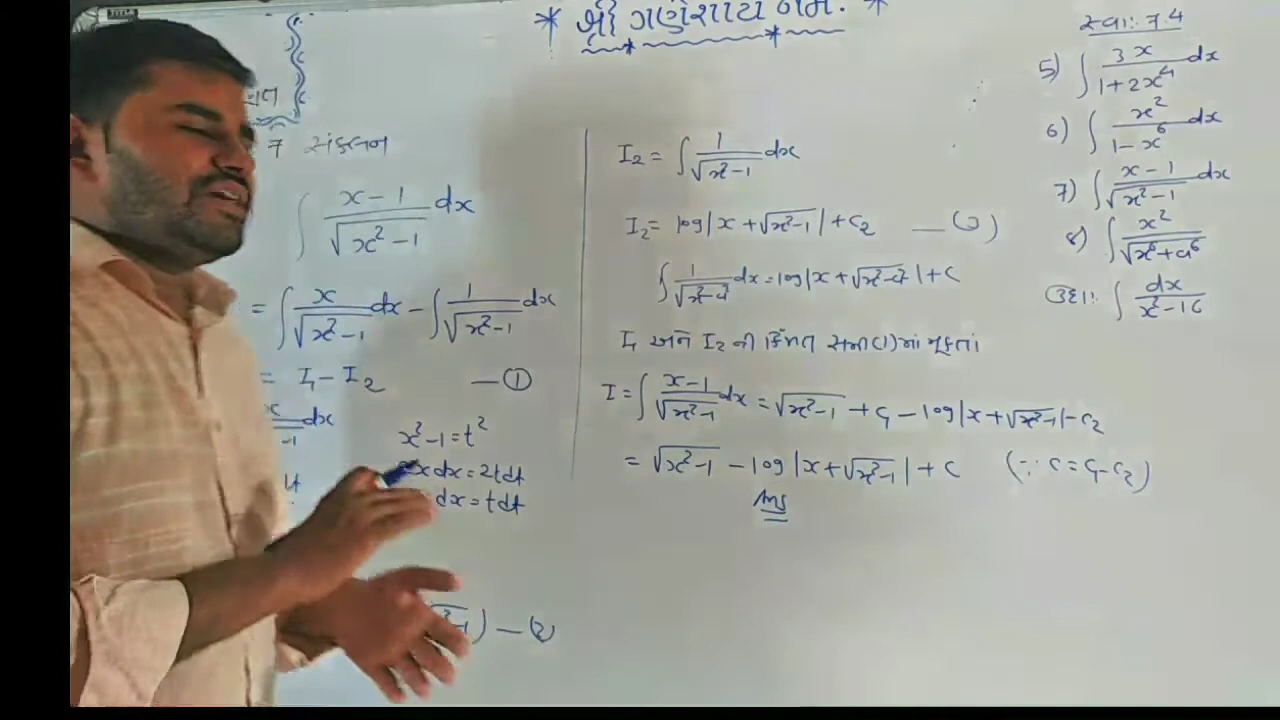 * શ્રી ગણેશાય નમ: *
7 સંકલન
∫ x-1/√x²-1 dx
= ∫ x/√x²-1 dx - ∫ 1/√x²-1 dx
= I₁ - I₂ — ①
x²-1=t²
2xdx=2tdt
dx=tdt
— (2)
I₂ = ∫ 1/√x²-1 dx
I₂ = log|x+√x²-1|+c₂ — (3)
∫ 1/√x²-a² dx=log|x+√x²-a²|+c
I₁ અને I₂ ની કિંમત સમી(1)માં મૂકતાં
I = ∫ x-1/√x²-1 dx = √x²-1 + c₁ - log|x+√x²-1|-c₂
= √x²-1 - log|x+√x²-1|+c (∵ c=c₁-c₂)
Ans
સ્વા: 7.4
5) ∫ 3x/1+2x⁴ dx
6) ∫ x²/1-x⁶ dx
7) ∫ x-1/√x²-1 dx
8) ∫ x²/√x⁶+a⁶
ઉદા: ∫ dx/x²-16